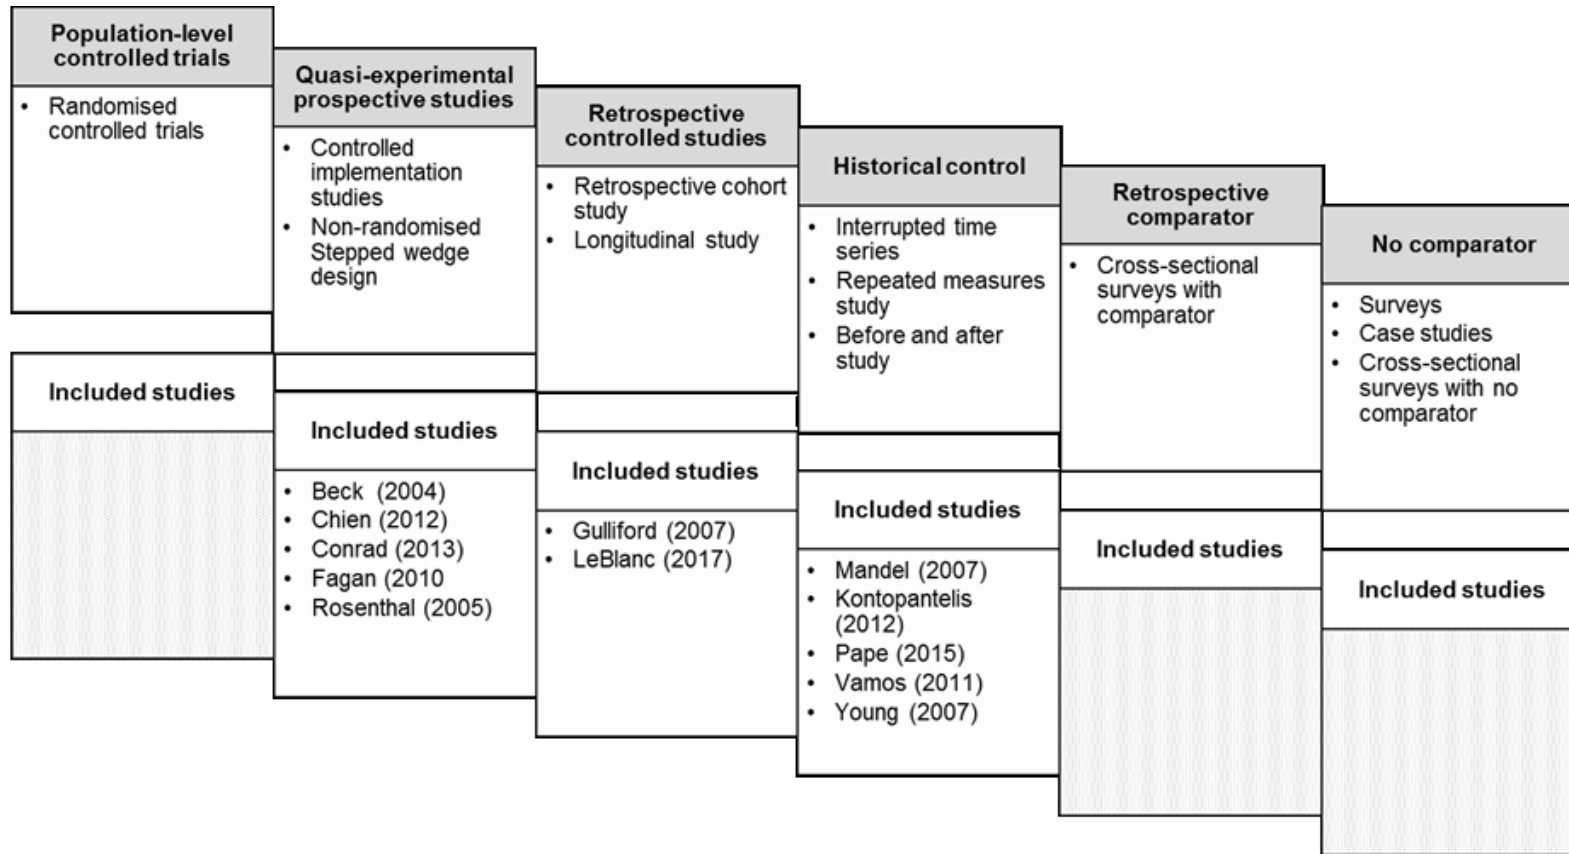 Population-level
controlled trials
• Randomised
controlled trials
Included studies
Quasi-experimental
prospective studies
• Controlled
implementation
studies
• Non-randomised
Stepped wedge
design
Included studies
• Beck (2004)
• Chien (2012)
• Conrad (2013)
• Fagan (2010
• Rosenthal (2005)
Retrospective
controlled studies
• Retrospective cohort
study
• Longitudinal study
Included studies
• Gulliford (2007)
• LeBlanc (2017)
Historical control
• Interrupted time
series
• Repeated measures
study
• Before and after
study
Included studies
• Mandel (2007)
• Kontopantelis
(2012)
• Pape (2015)
• Vamos (2011)
• Young (2007)
Retrospective
comparator
• Cross-sectional
surveys with
comparator
Included studies
No comparator
• Surveys
• Case studies
• Cross-sectional
surveys with no
comparator
Included studies